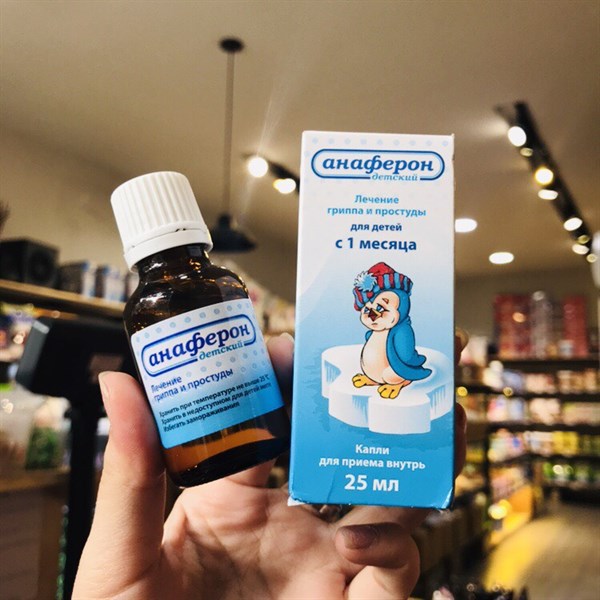 анаферон
детский
Лечение
гриппа и простуды
Хранить при температуре не выше 25°С
Хранить в недоступном для детей месте
Избегать замораживания
анаферон
детский
Лечение
гриппа и простуды
для детей
с 1 месяца
Капли
для приема внутрь
25 мл